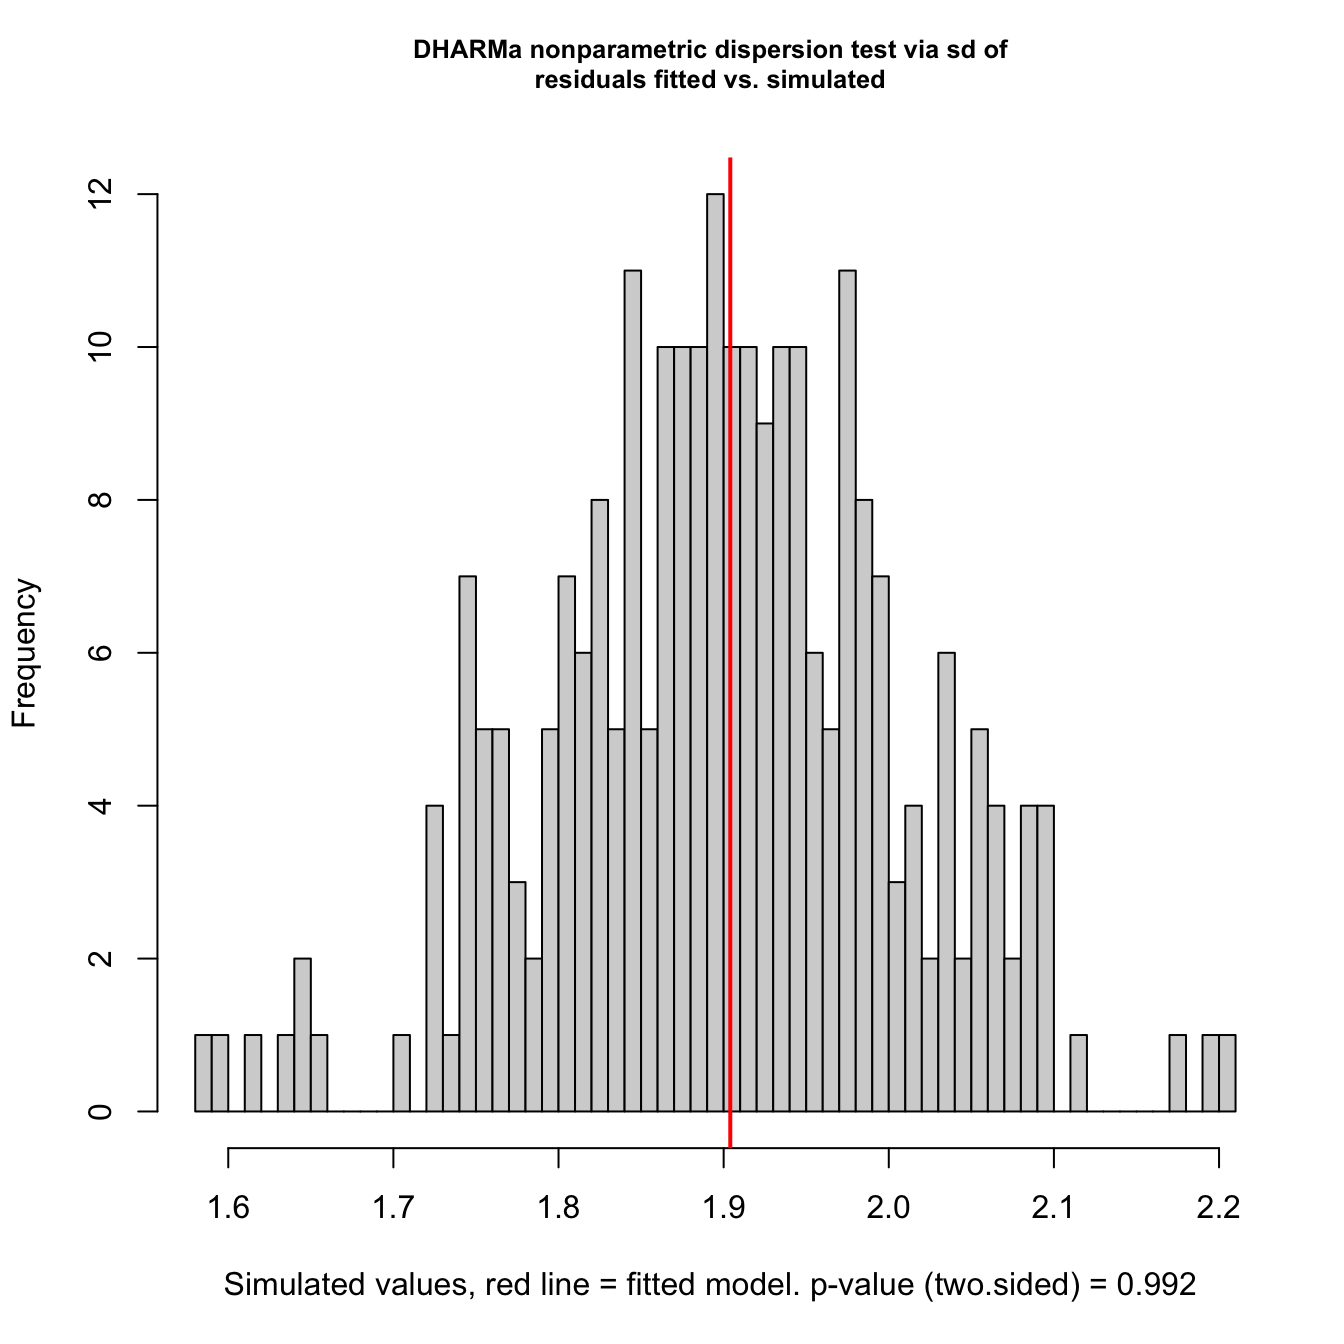 DHARMa nonparametric dispersion test via sd of
residuals fitted vs. simulated
Frequency
12
10
8
6
4
2
0
1.6 1.7 1.8 1.9 2.0 2.1 2.2
Simulated values, red line = fitted model. p-value (two.sided) = 0.992